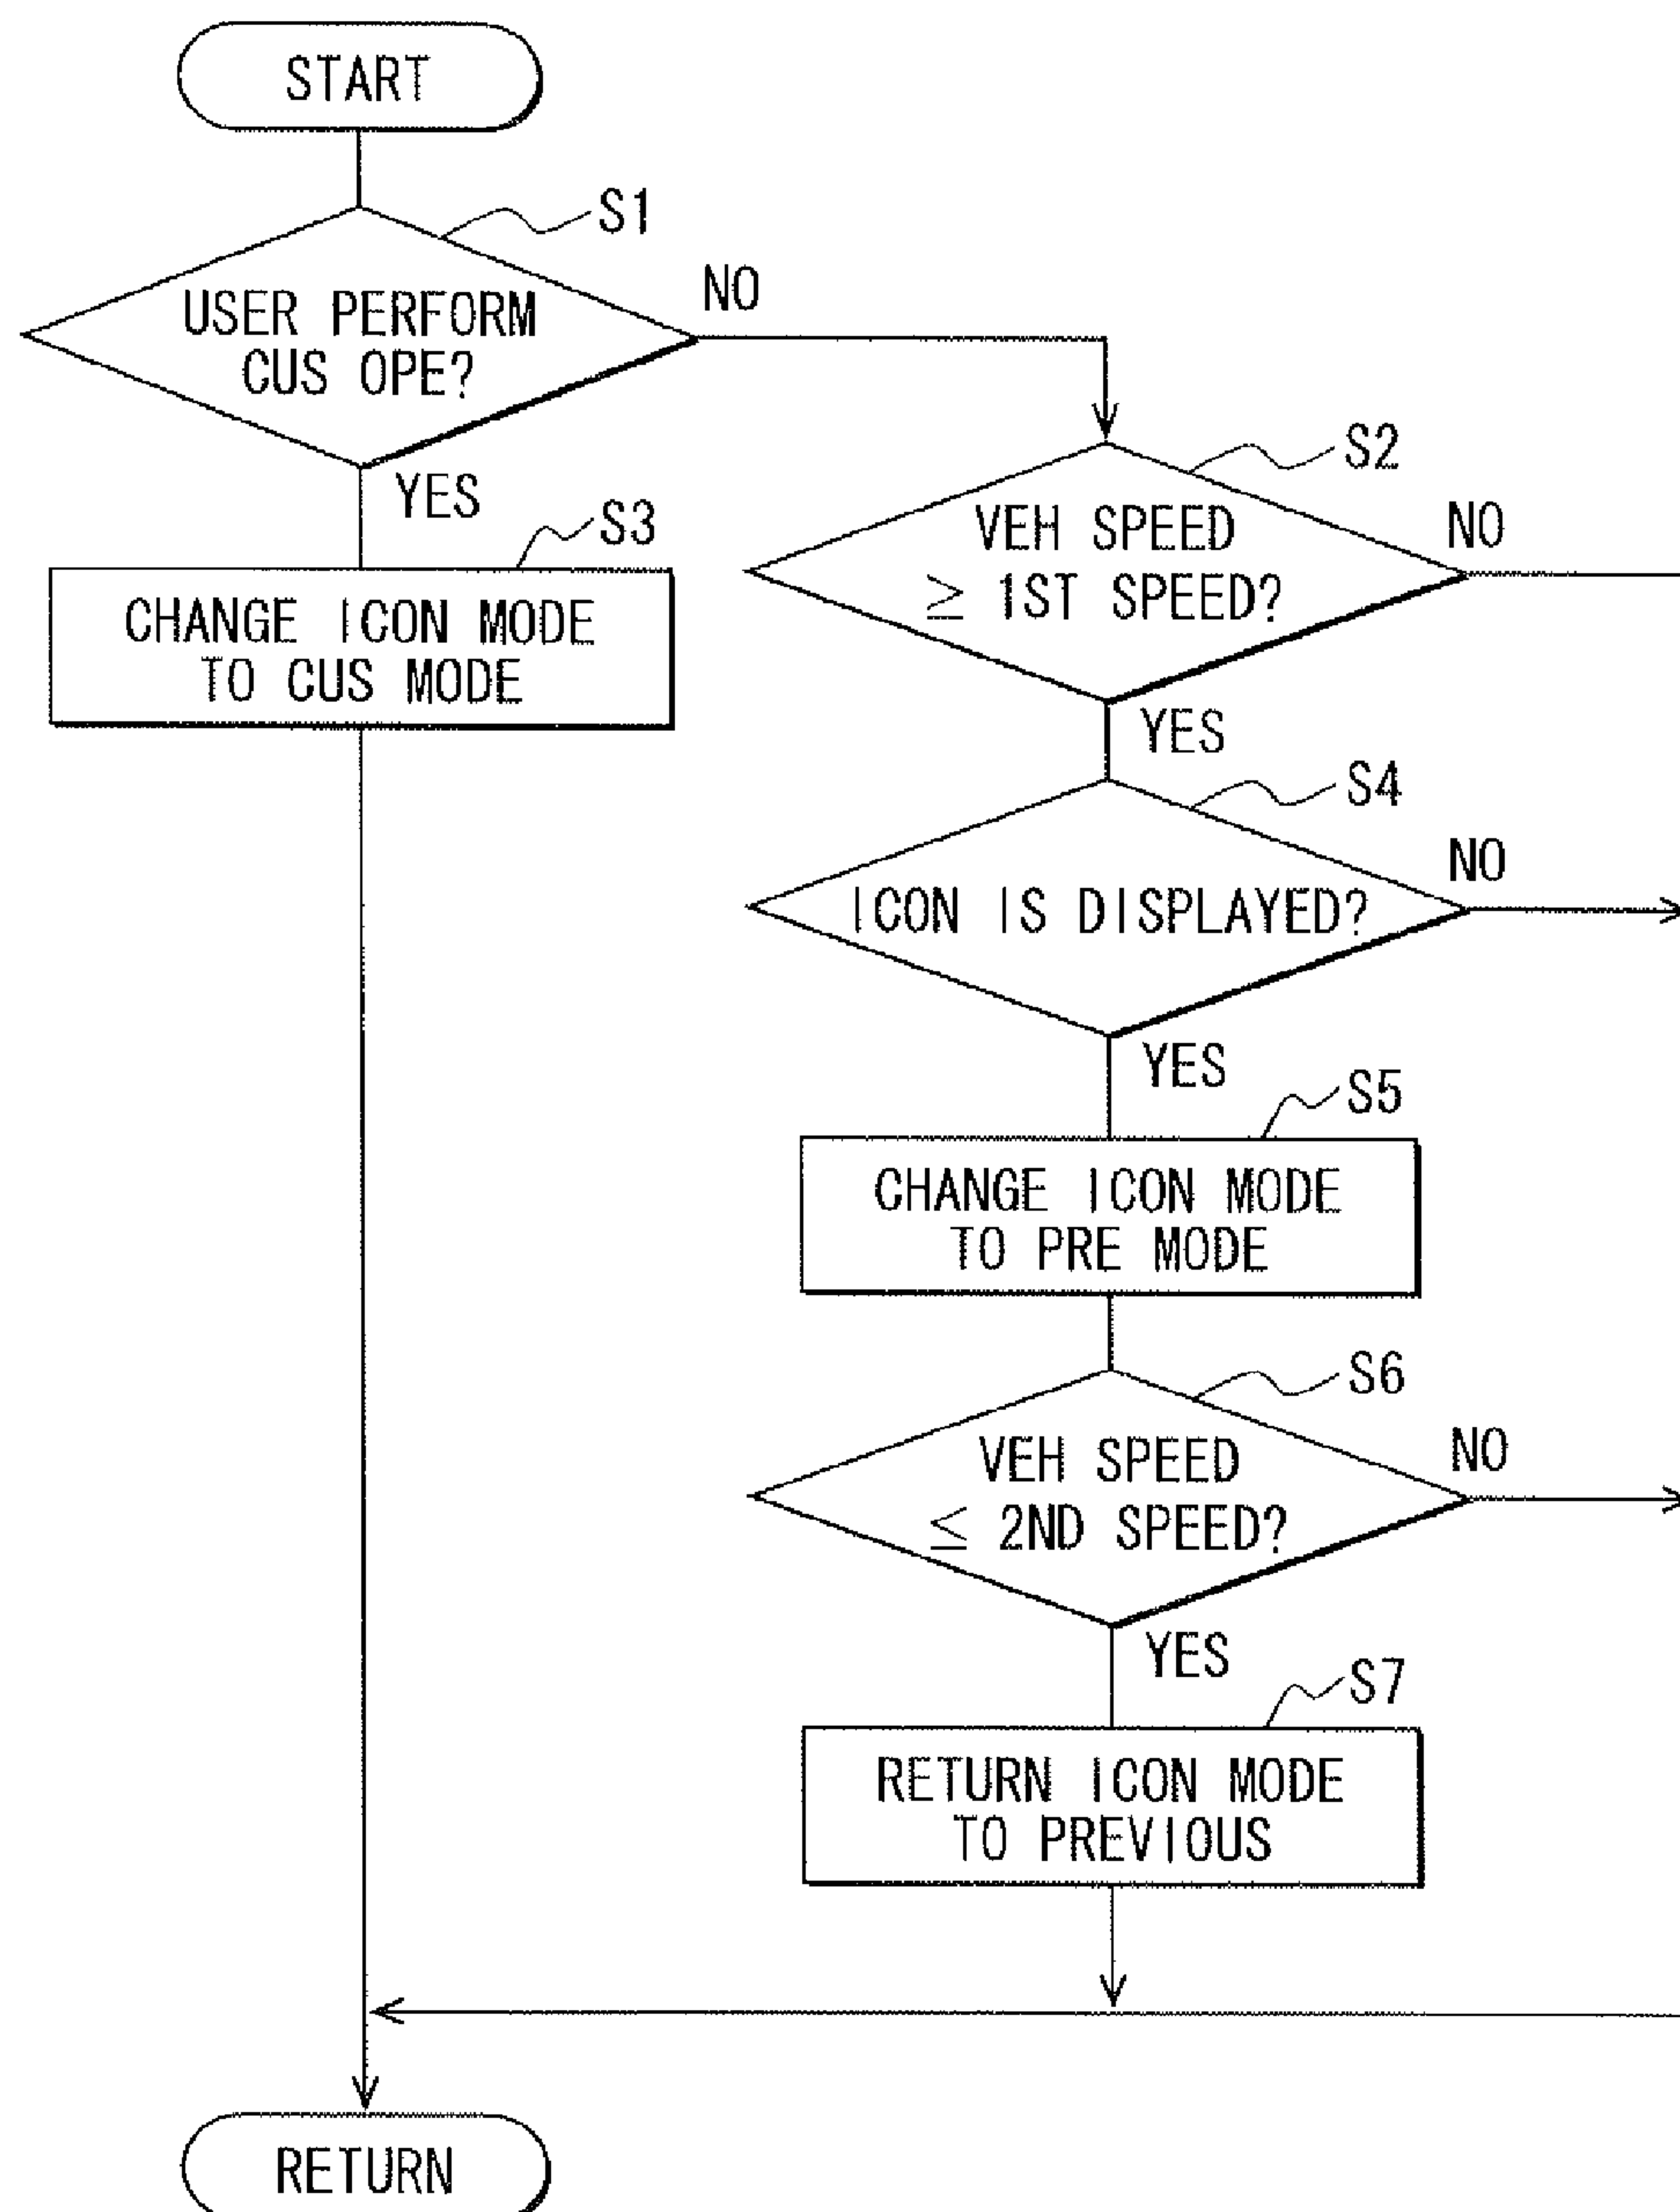 START
S1
USER PERFORM
CUS OPE?
NO
YES
S2
VEH SPEED
≥ 1ST SPEED?
NO
YES
S3
CHANGE ICON MODE
TO CUS MODE
S4
ICON IS DISPLAYED?
NO
YES
S5
CHANGE ICON MODE
TO PRE MODE
S6
VEH SPEED
≤ 2ND SPEED?
NO
YES
S7
RETURN ICON MODE
TO PREVIOUS
RETURN